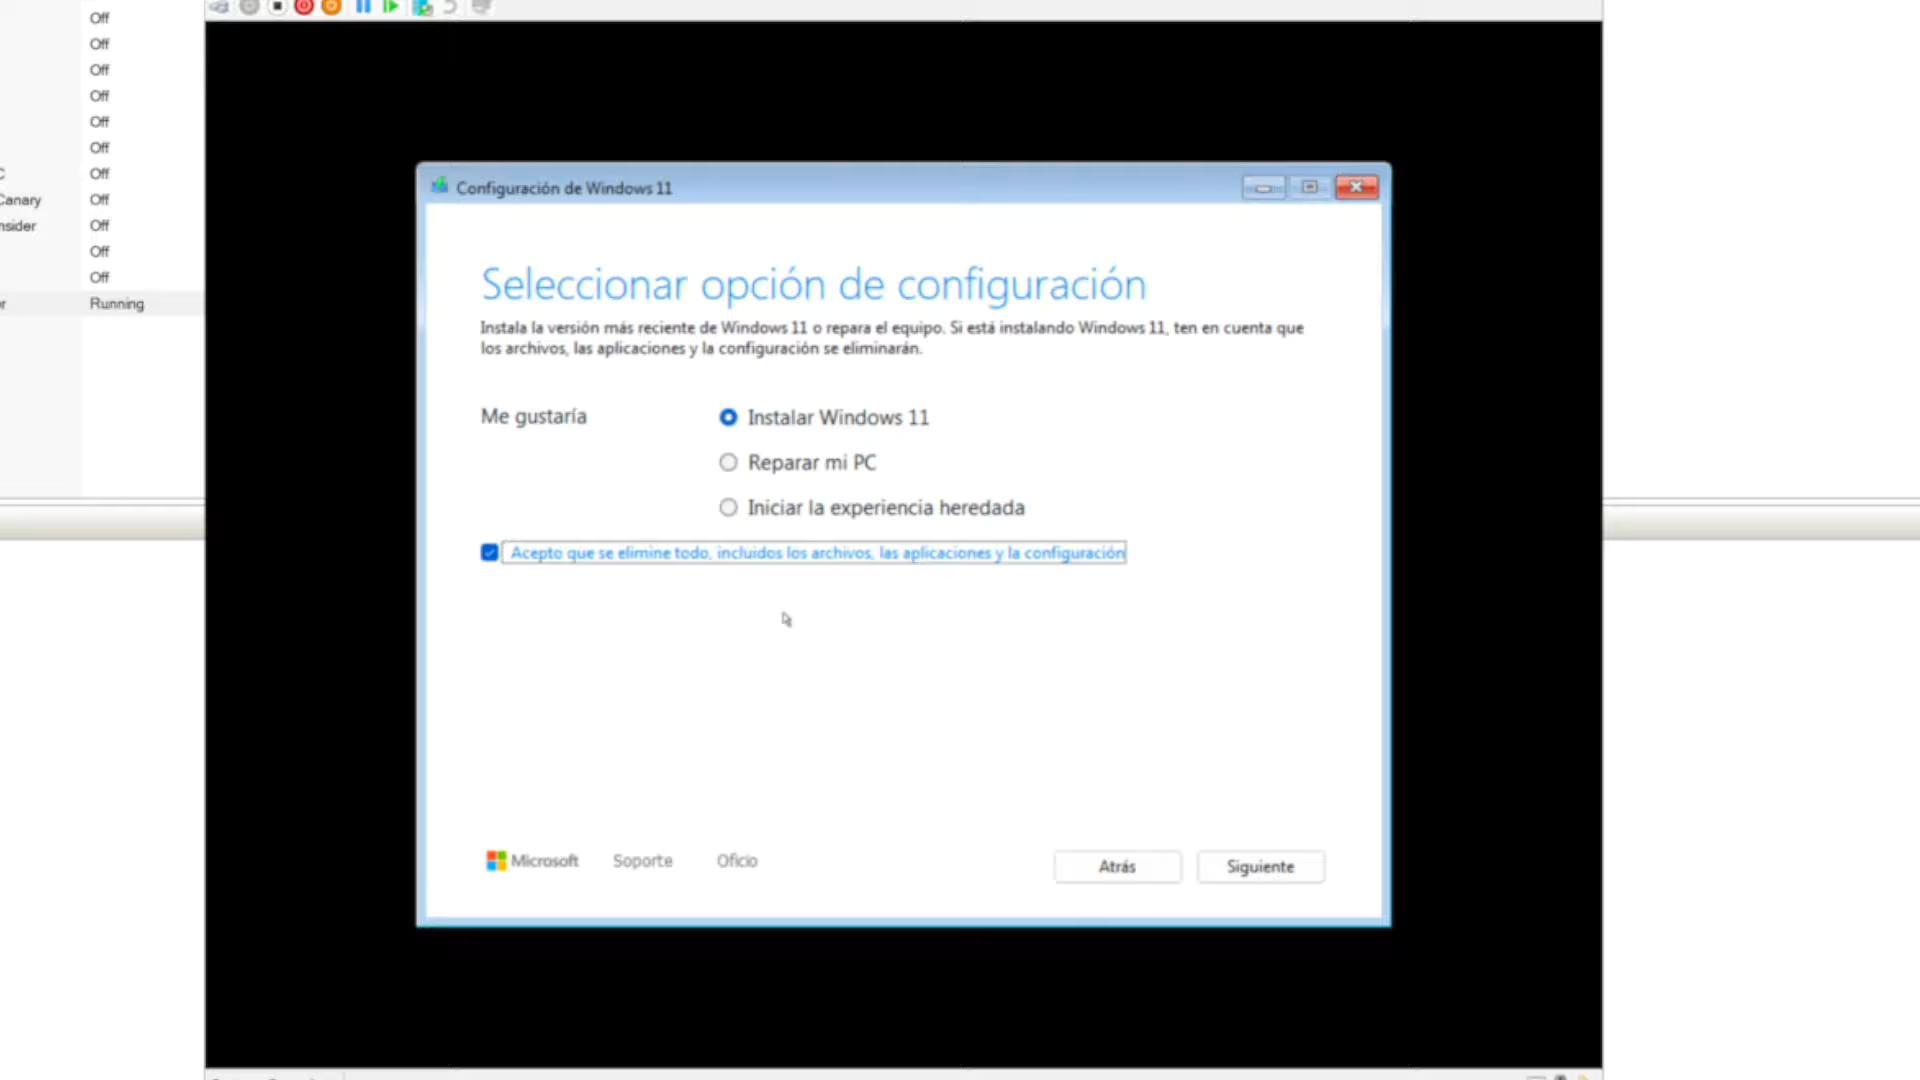 Off
Off
Off
Off
Off
Off
Off
Canary Off
nsider Off
Off
Off
Running
Configuración de Windows 11
Seleccionar opción de configuración
Instala la versión más reciente de Windows 11 o repara el equipo. Si está instalando Windows 11, ten en cuenta que
los archivos, las aplicaciones y la configuración se eliminarán.
Me gustaría
Instalar Windows 11
Reparar mi PC
Iniciar la experiencia heredada
Acepto que se elimine todo, incluidos los archivos, las aplicaciones y la configuración
Microsoft Soporte Oficio
Atrás Siguiente